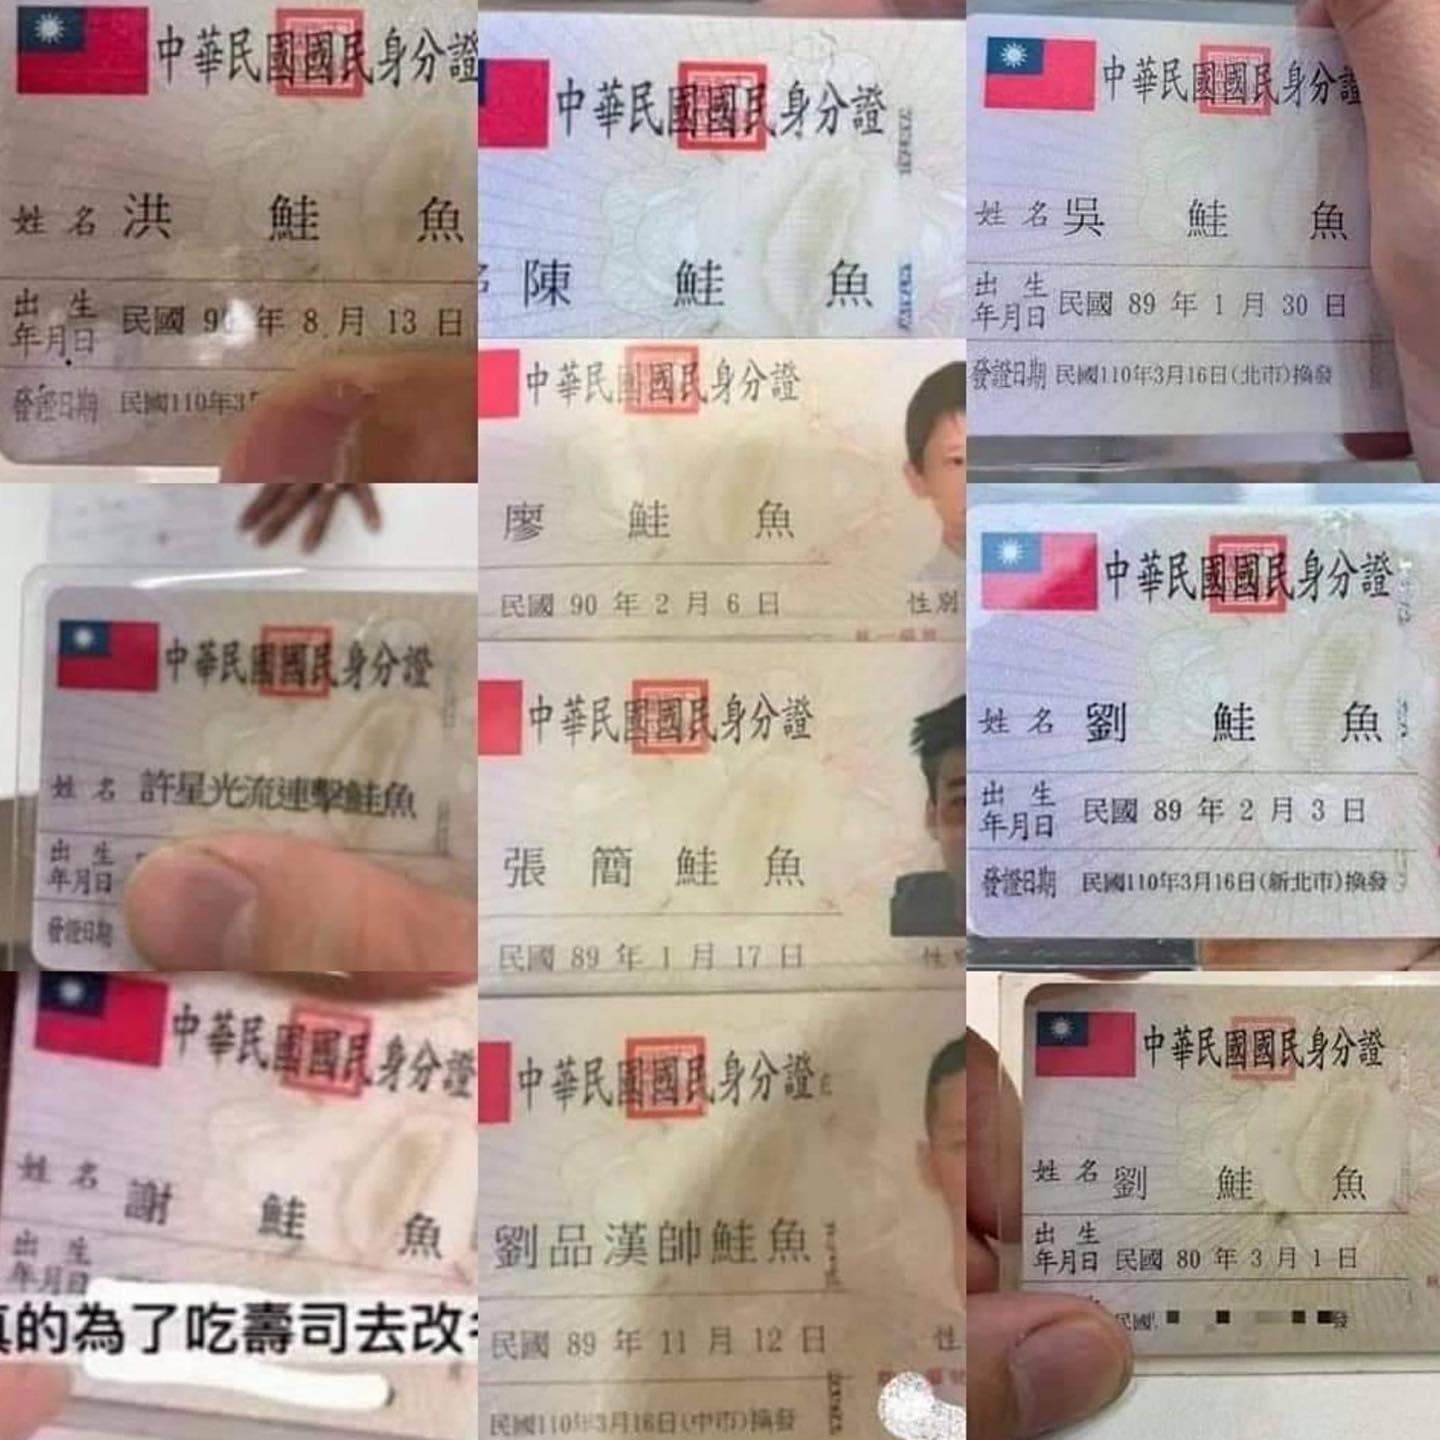 中華民國國民身分證
姓名 洪鮭魚
出生年月日 民國 90 年 8 月 13 日
發證日期 民國110年3
中華民國國民身分證
陳鮭魚
中華民國國民身分證
姓名 吳鮭魚
出生年月日 民國 89 年 1 月 30 日
發證日期 民國110年3月16日(北市)換發
中華民國國民身分證
廖鮭魚
民國 90 年 2 月 6 日
性別
中華民國國民身分證
姓名 許星光流連擊鮭魚
出生年月日
發證日期
中華民國國民身分證
張簡鮭魚
民國 89 年 1 月 17 日
中華民國國民身分證
姓名 劉鮭魚
出生年月日 民國 89 年 2 月 3 日
發證日期 民國110年3月16日(新北市)換發
中華民國國民身分證
姓名 謝鮭魚
出生年月日
真的為了吃壽司去改名
中華民國國民身分證
劉品漢帥鮭魚
民國 89 年 11 月 12 日
性
民國110年3月16日(中市)換發
中華民國國民身分證
姓名 劉鮭魚
出生年月日 民國 80 年 3 月 1 日
民國 發